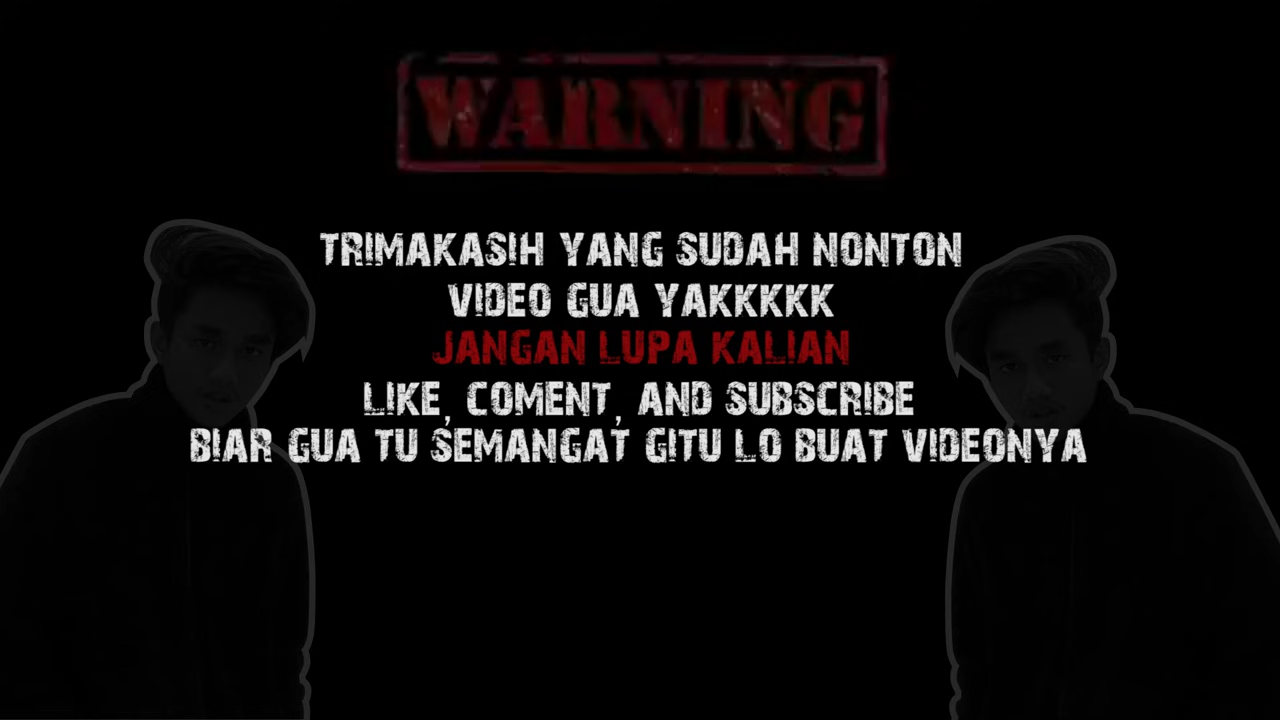 WARNING
TRIMAKASIH YANG SUDAH NONTON
VIDEO GUA YAKKKKK
JANGAN LUPA KALIAN
LIKE, COMENT, AND SUBSCRIBE
BIAR GUA TU SEMANGAT GITU LO BUAT VIDEONYA